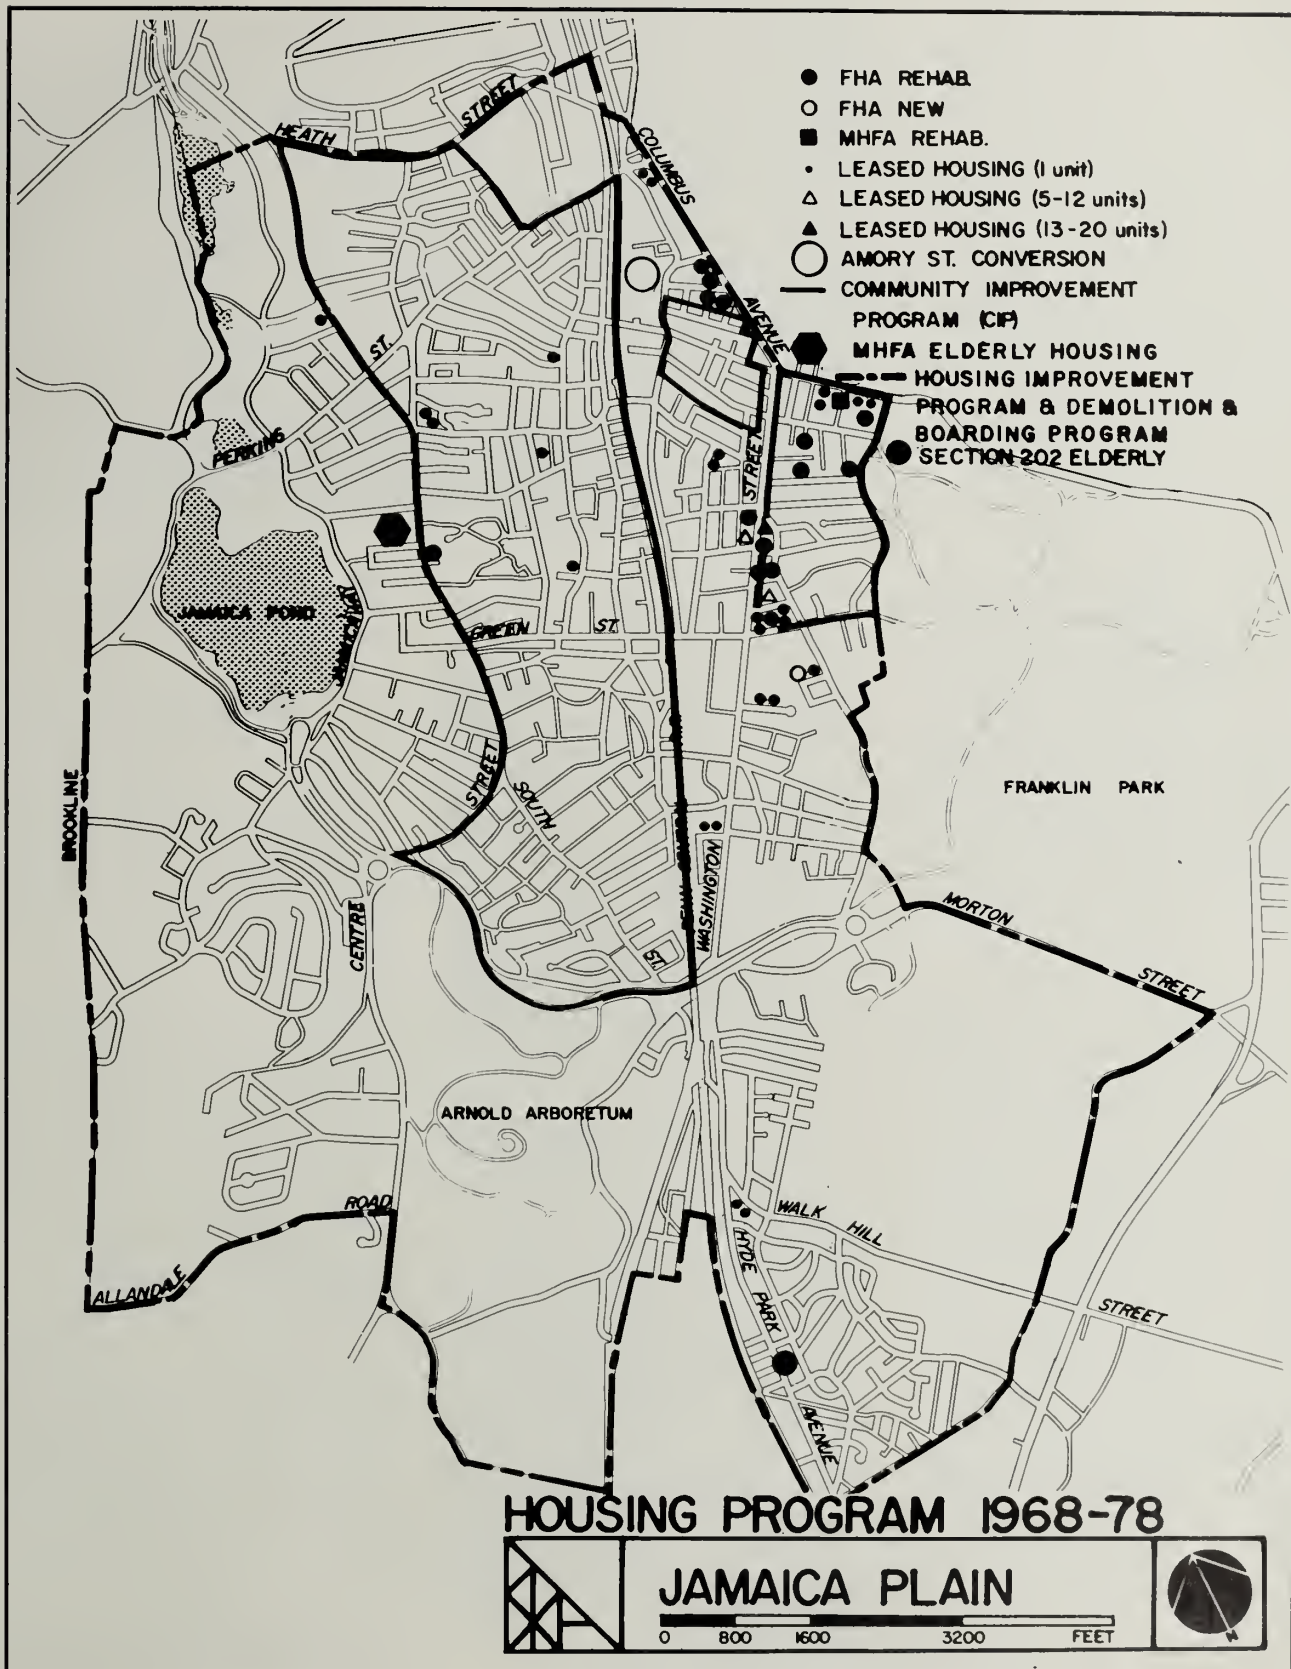 FHA REHAB.
FHA NEW
MHFA REHAB.
LEASED HOUSING (1 unit)
LEASED HOUSING (5-12 units)
LEASED HOUSING (13-20 units)
AMORY ST. CONVERSION
COMMUNITY IMPROVEMENT
PROGRAM (CIP)
MHFA ELDERLY HOUSING
HOUSING IMPROVEMENT
PROGRAM & DEMOLITION &
BOARDING PROGRAM
SECTION 202 ELDERLY
HEATH
STREET
COLUMBUS
AVENUE
ST.
PERKINS
STREET
JAMAICA POND
JAMAICAWAY
GREEN ST.
BROOKLINE
STREET
SOUTH
ST.
FRANKLIN PARK
PENN CENTRAL
WASHINGTON
CENTRE
MORTON
STREET
ARNOLD ARBORETUM
ROAD
ALLANDALE
WALK HILL
STREET
HYDE PARK
AVENUE
HOUSING PROGRAM 1968-78
JAMAICA PLAIN
0 800 1600 3200 FEET
N